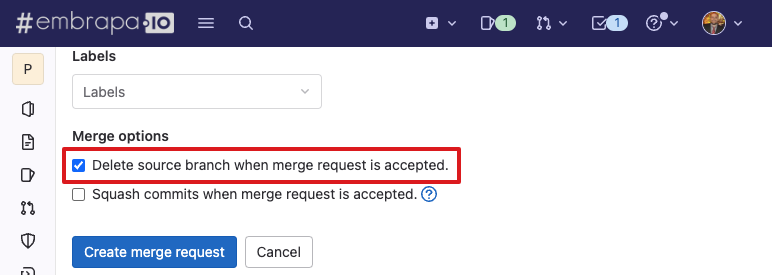 #embrapa.io
1
1
P
Labels
Labels
Merge options
Delete source branch when merge request is accepted.
Squash commits when merge request is accepted. ?
Create merge request Cancel